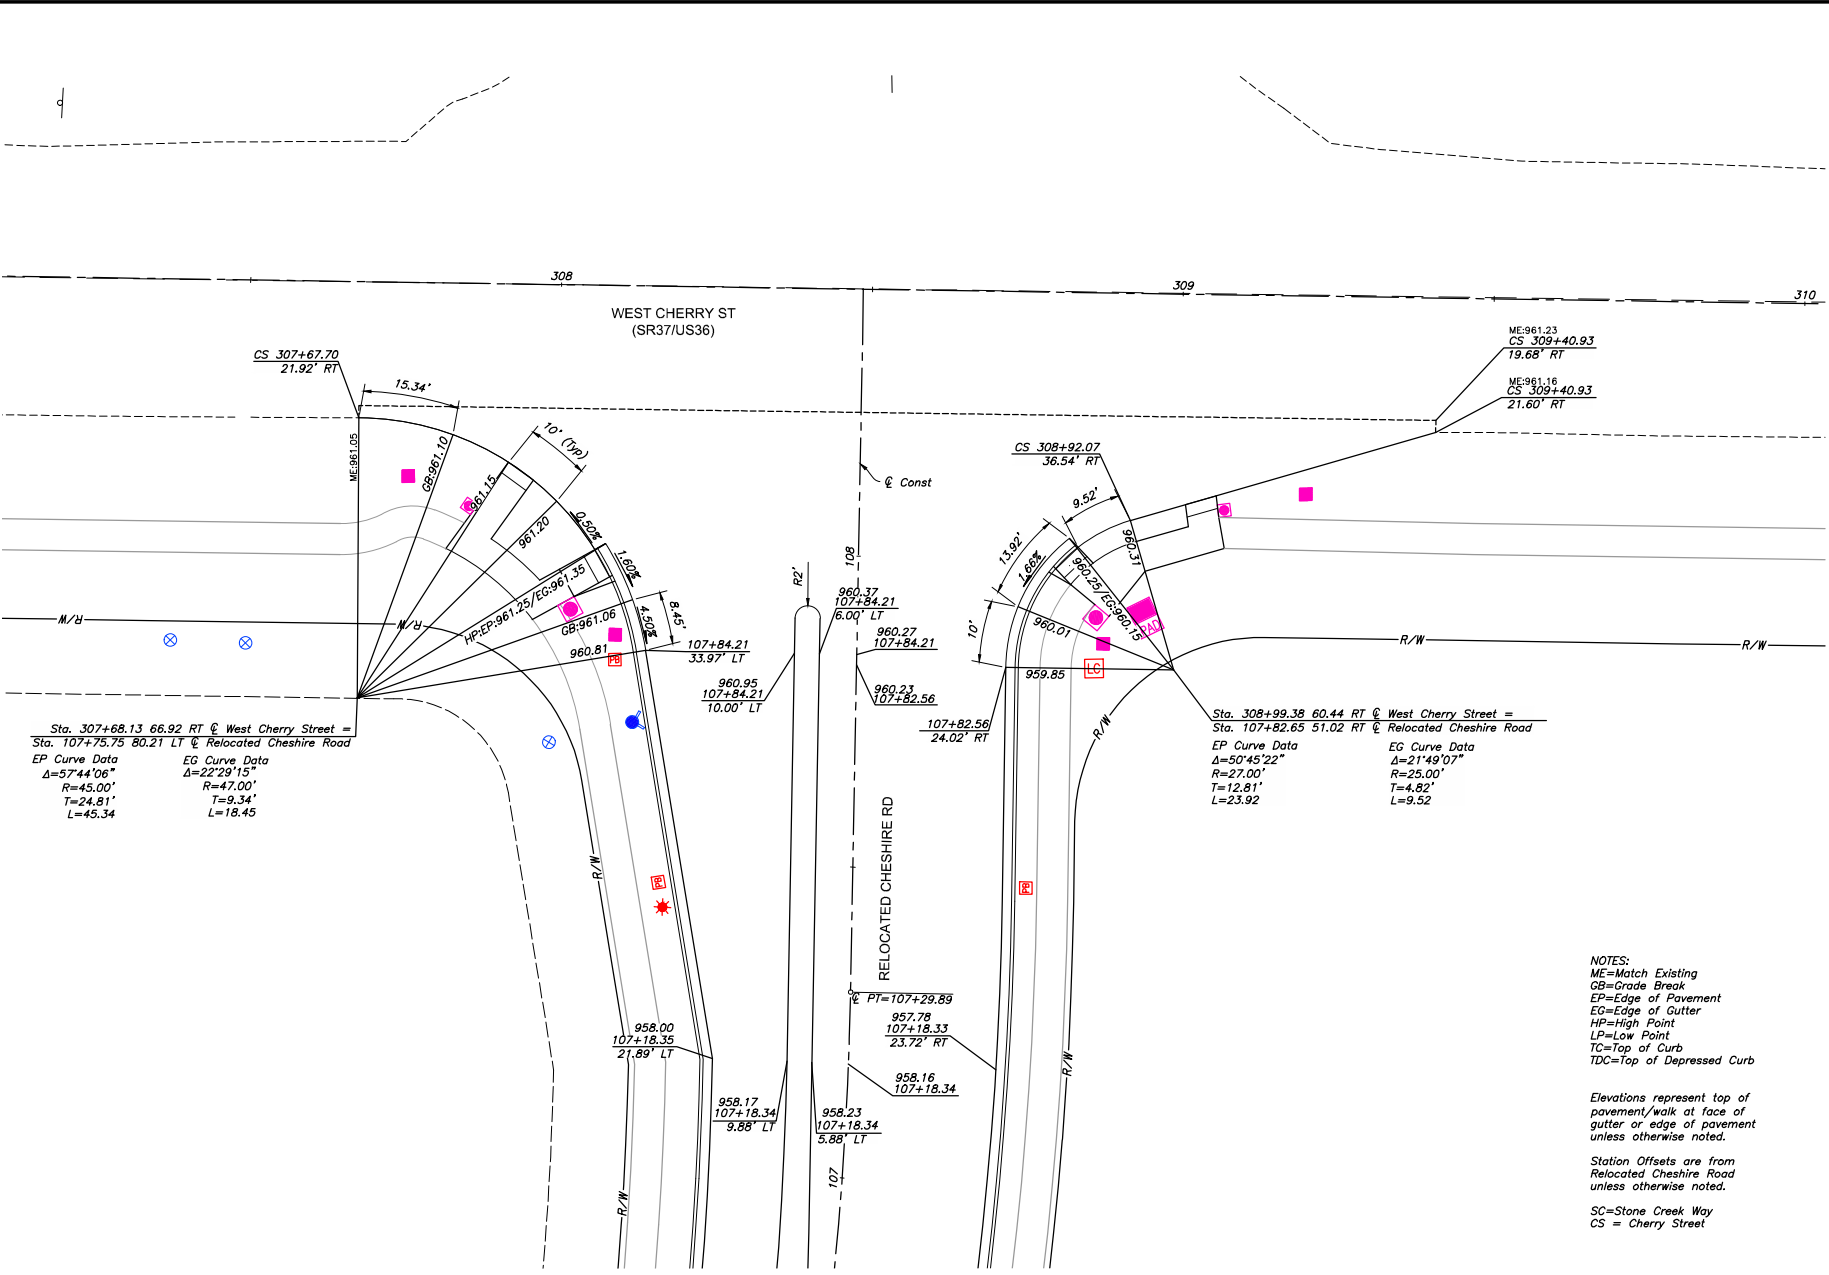 308
309
310
WEST CHERRY ST
(SR37/US36)
CS 307+67.70
21.92' RT
15.34'
10' (Typ)
ME:961.05
GB:961.10
961.15
961.20
0.50%
1.60%
HP:EP:961.25/EG:961.35
GB:961.06
4.50%
8.45'
960.81
107+84.21
33.97' LT
R/W
R/W
PB
℄ Const
108
R2'
960.37
107+84.21
6.00' LT
960.27
107+84.21
960.95
107+84.21
10.00' LT
960.23
107+82.56
ME:961.23
CS 309+40.93
19.68' RT
ME:961.16
CS 309+40.93
21.60' RT
CS 308+92.07
36.54' RT
9.52'
13.92'
1.66%
10'
960.31
960.25/EG:960.15
960.01
959.85
PAD
LC
R/W
R/W
R/W
107+82.56
24.02' RT
Sta. 307+68.13 66.92 RT ℄ West Cherry Street =
Sta. 107+75.75 80.21 LT ℄ Relocated Cheshire Road
EP Curve Data
Δ=57°44'06"
R=45.00'
T=24.81'
L=45.34
EG Curve Data
Δ=22°29'15"
R=47.00'
T=9.34'
L=18.45
Sta. 308+99.38 60.44 RT ℄ West Cherry Street =
Sta. 107+82.65 51.02 RT ℄ Relocated Cheshire Road
EP Curve Data
Δ=50°45'22"
R=27.00'
T=12.81'
L=23.92
EG Curve Data
Δ=21°49'07"
R=25.00'
T=4.82'
L=9.52
R/W
PB
PB
RELOCATED CHESHIRE RD
℄ PT=107+29.89
958.00
107+18.35
21.89' LT
957.78
107+18.33
23.72' RT
958.16
107+18.34
958.17
107+18.34
9.88' LT
958.23
107+18.34
5.88' LT
107
R/W
R/W
NOTES:
ME=Match Existing
GB=Grade Break
EP=Edge of Pavement
EG=Edge of Gutter
HP=High Point
LP=Low Point
TC=Top of Curb
TDC=Top of Depressed Curb
Elevations represent top of
pavement/walk at face of
gutter or edge of pavement
unless otherwise noted.
Station Offsets are from
Relocated Cheshire Road
unless otherwise noted.
SC=Stone Creek Way
CS = Cherry Street